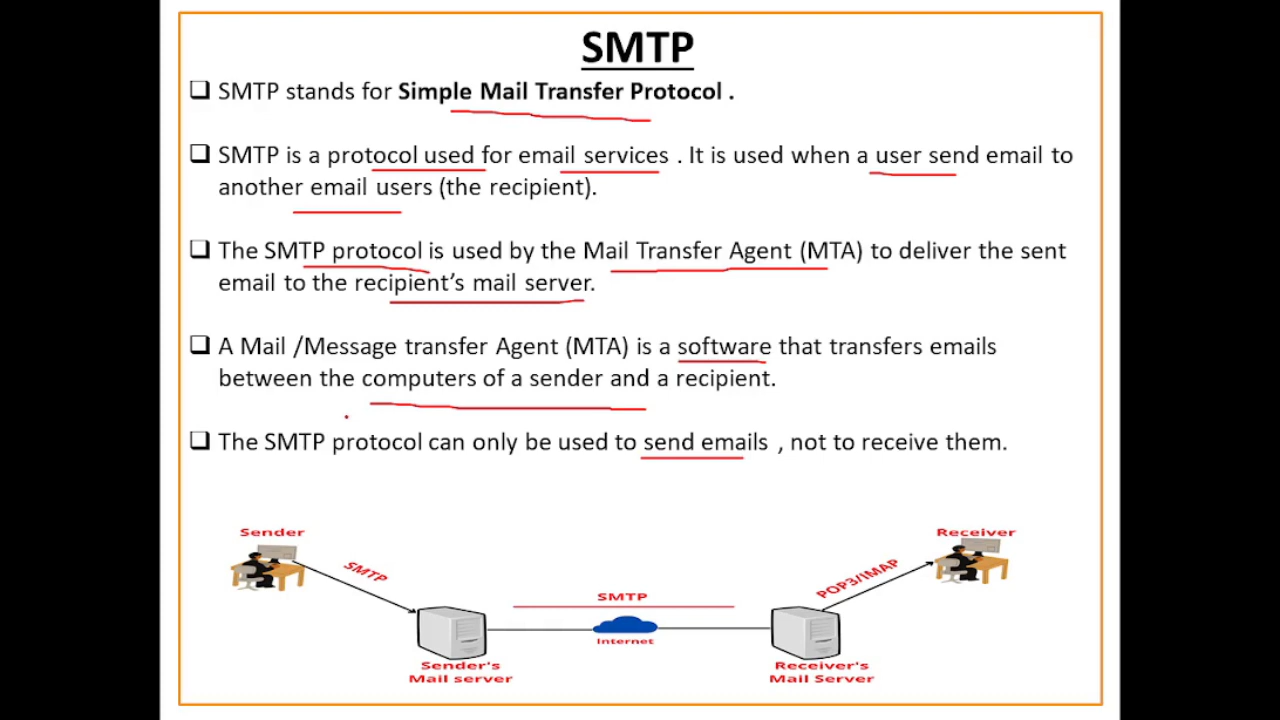 SMTP
❑ SMTP stands for Simple Mail Transfer Protocol .
❑ SMTP is a protocol used for email services . It is used when a user send email to
another email users (the recipient).
❑ The SMTP protocol is used by the Mail Transfer Agent (MTA) to deliver the sent
email to the recipient’s mail server.
❑ A Mail /Message transfer Agent (MTA) is a software that transfers emails
between the computers of a sender and a recipient.
❑ The SMTP protocol can only be used to send emails , not to receive them.
Sender
Receiver
SMTP
SMTP
POP3/IMAP
Internet
Sender's
Mail server
Receiver's
Mail Server